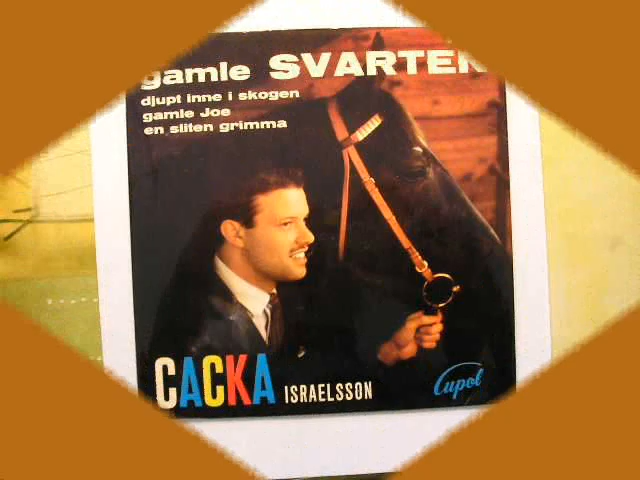 gamle SVARTEN
djupt inne i skogen
gamle Joe
en sliten grimma
CACKA ISRAELSSON
Cupol